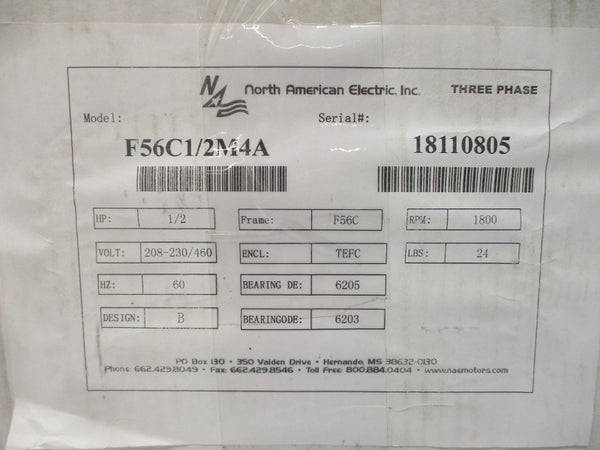 NAE North American Electric, Inc. THREE PHASE
Model: Serial#:
F56C1/2M4A 18110805
HP: 1/2 Frame: F56C RPM: 1800
VOLT: 208-230/460 ENCL: TEFC LBS: 24
HZ: 60 BEARING DE: 6205
DESIGN: B BEARINGODE: 6203
PO Box 130 • 350 Vaiden Drive • Hernando, MS 38632-0130
Phone: 662.429.8049 • Fax: 662.429.8546 • Toll Free: 800.884.0404 • www.naemotors.com